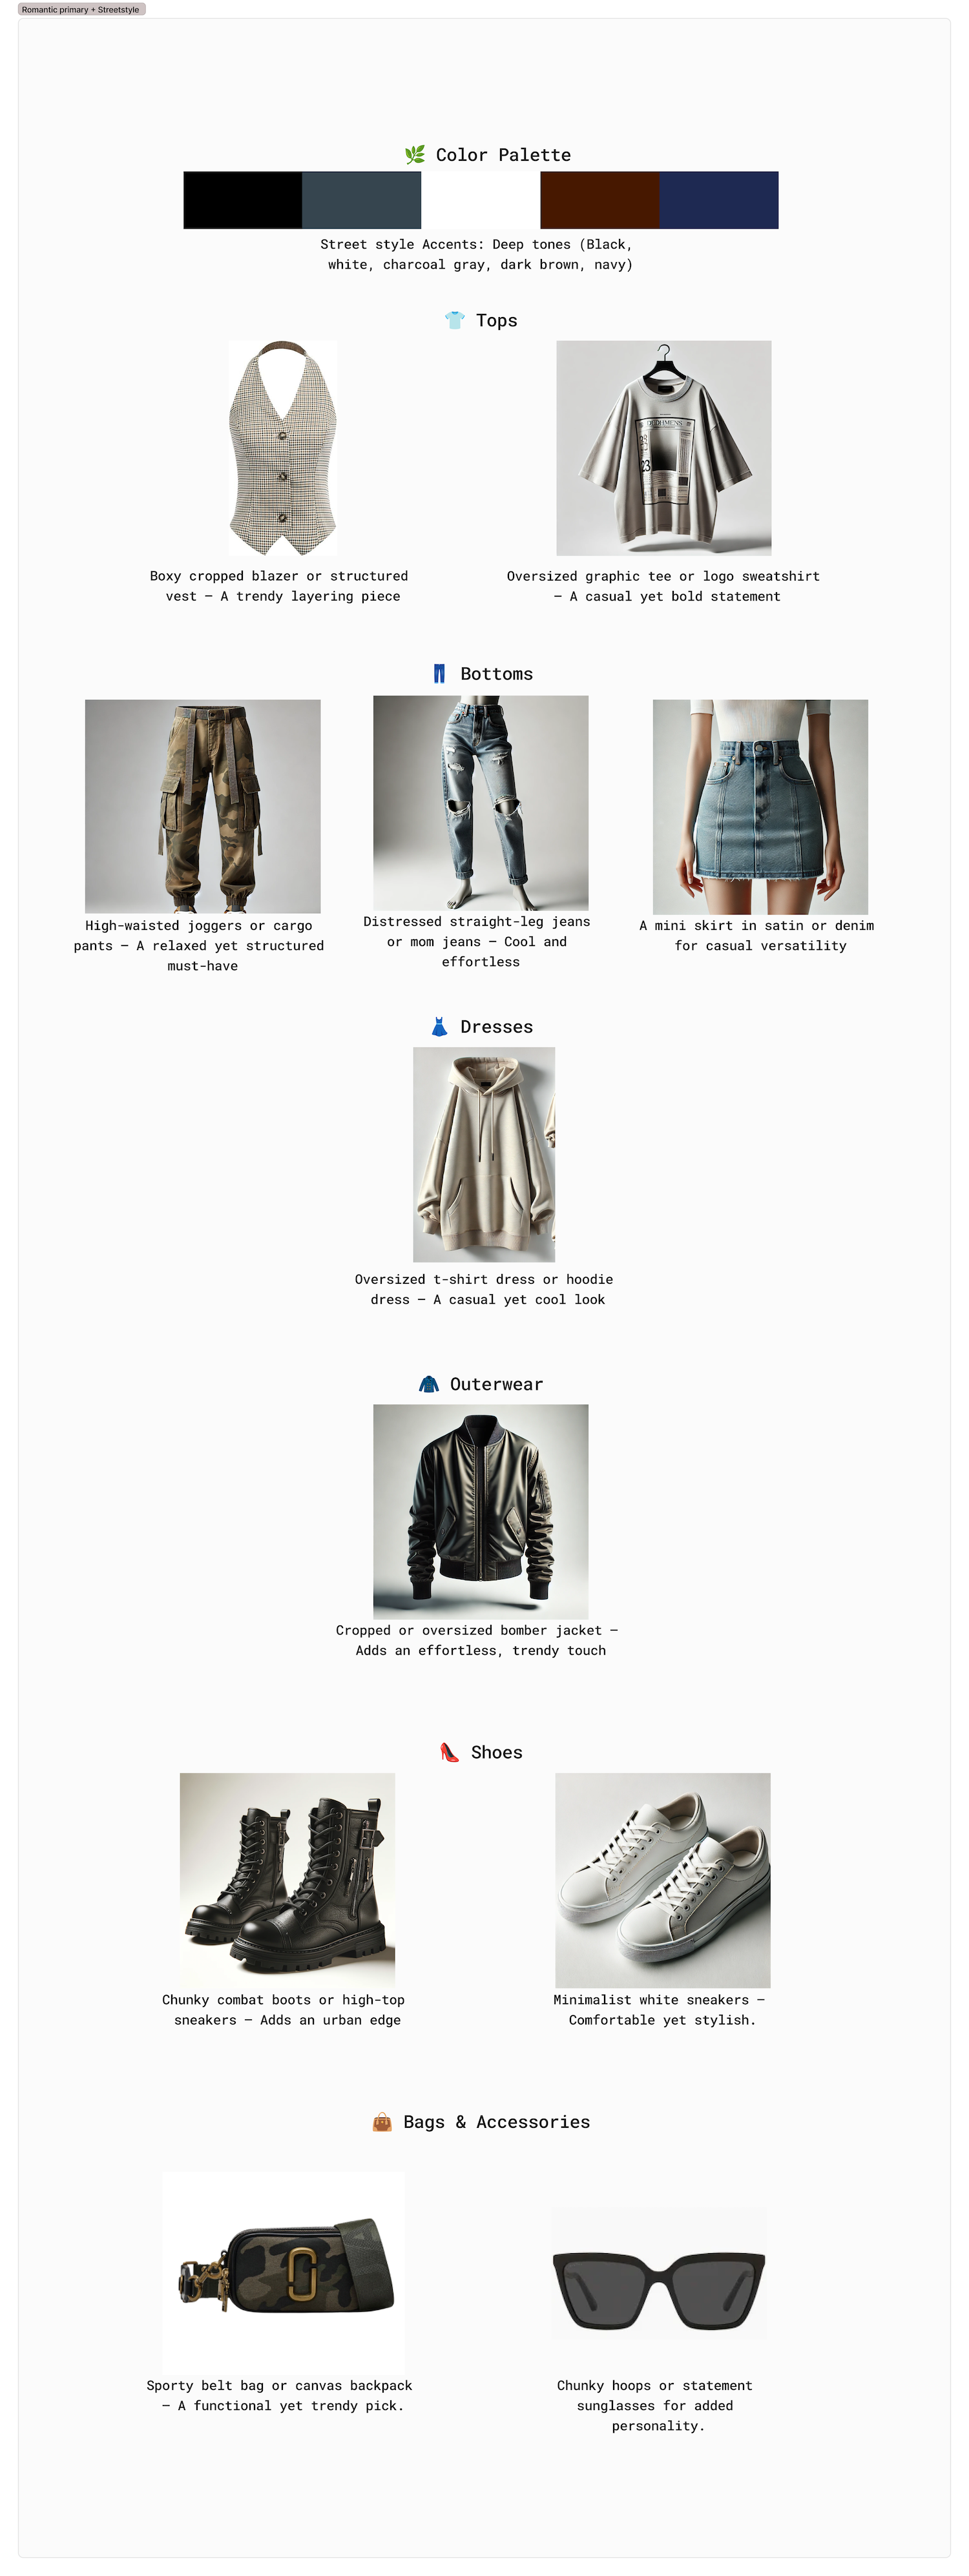 Romantic primary + Streetstyle
🌿 Color Palette
Street style Accents: Deep tones (Black,
white, charcoal gray, dark brown, navy)
👕 Tops
Boxy cropped blazer or structured
vest – A trendy layering piece
23
Oversized graphic tee or logo sweatshirt
– A casual yet bold statement
👖 Bottoms
High-waisted joggers or cargo
pants – A relaxed yet structured
must-have
Distressed straight-leg jeans
or mom jeans – Cool and
effortless
A mini skirt in satin or denim
for casual versatility
👗 Dresses
Oversized t-shirt dress or hoodie
dress – A casual yet cool look
🧥 Outerwear
Cropped or oversized bomber jacket –
Adds an effortless, trendy touch
👠 Shoes
Chunky combat boots or high-top
sneakers – Adds an urban edge
Minimalist white sneakers –
Comfortable yet stylish.
👜 Bags & Accessories
Sporty belt bag or canvas backpack
– A functional yet trendy pick.
Chunky hoops or statement
sunglasses for added
personality.